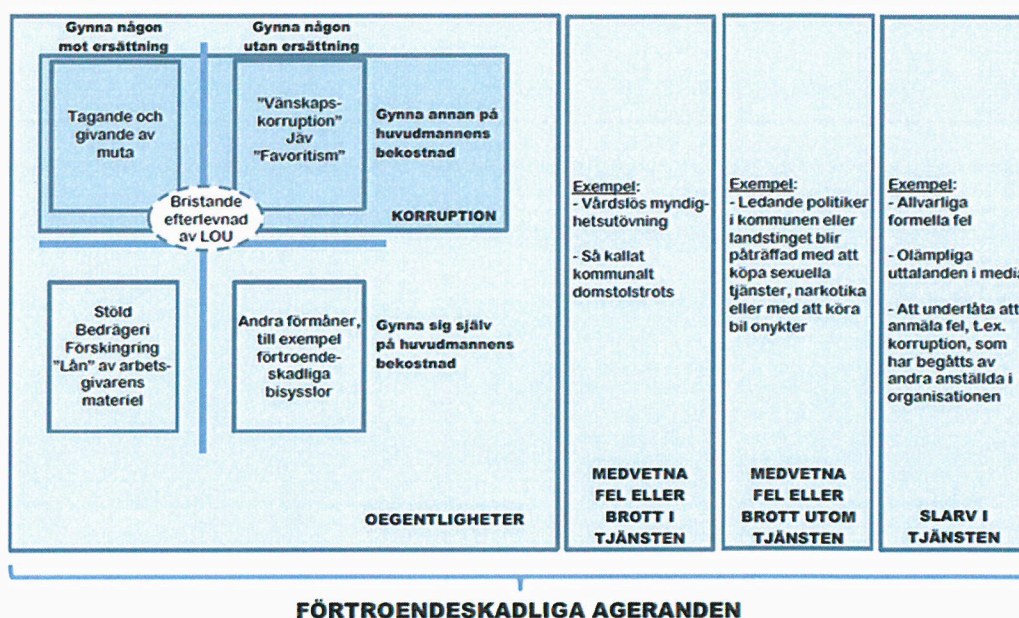 Gynna någon
mot ersättning
Gynna någon
utan ersättning
Tagande och
givande av
muta
"Vänskaps-
korruption"
Jäv
"Favoritism"
Gynna annan på
huvudmannens
bekostnad
Bristande
efterlevnad
av LOU
KORRUPTION
Stöld
Bedrägeri
Förskingring
"Lån" av arbets-
givarens
materiel
Andra förmåner,
till exempel
förtroende-
skadliga
bisysslor
Gynna sig själv
på huvudmannens
bekostnad
OEGENTLIGHETER
Exempel:
- Vårdslös myndig-
hetsutövning
- Så kallat
kommunalt
domstolstrots
MEDVETNA
FEL ELLER
BROTT I
TJÄNSTEN
Exempel:
- Ledande politiker
i kommunen eller
landstinget blir
påträffad med att
köpa sexuella
tjänster, narkotika
eller med att köra
bil onykter
MEDVETNA
FEL ELLER
BROTT UTOM
TJÄNSTEN
Exempel:
- Allvarliga
formella fel
- Olämpliga
uttalanden i media
- Att underlåta att
anmäla fel, t.ex.
korruption, som
har begåtts av
andra anställda i
organisationen
SLARV I
TJÄNSTEN
FÖRTROENDESKADLIGA AGERANDEN